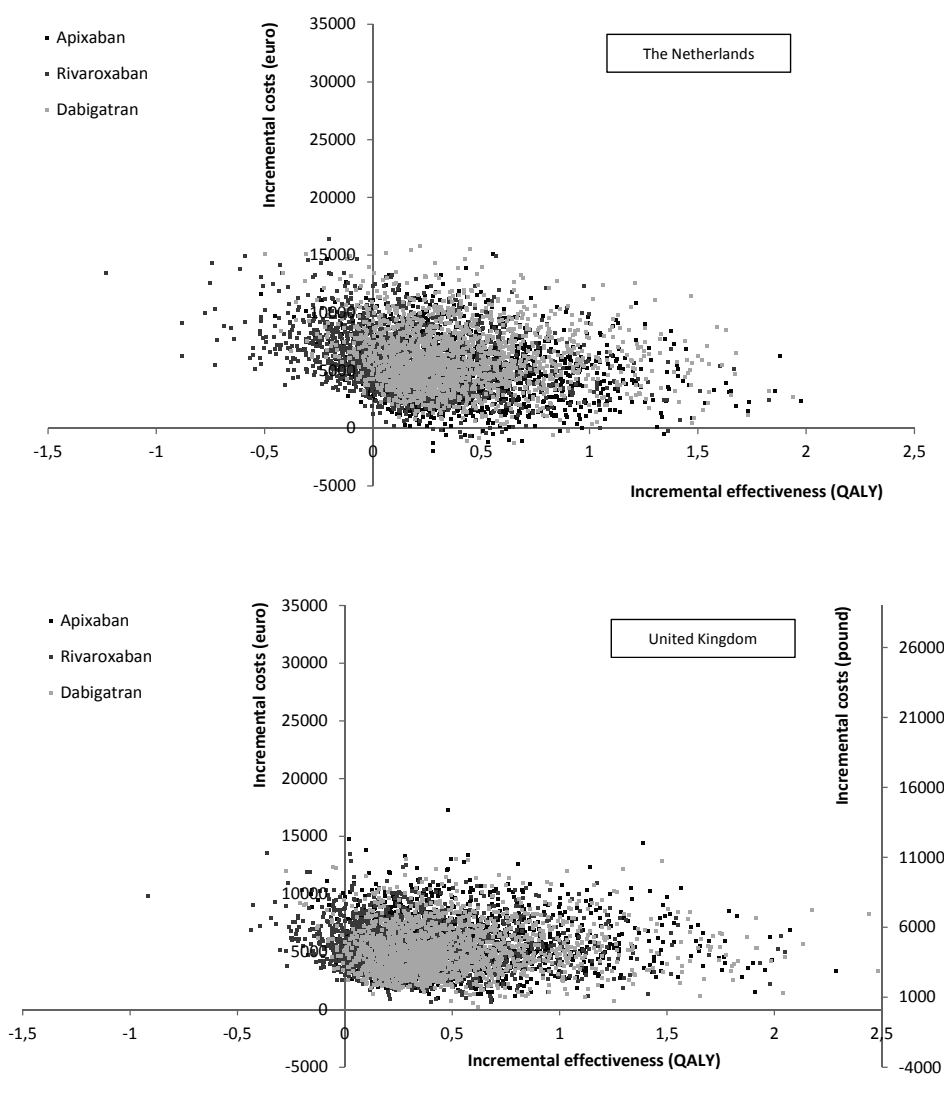 Apixaban
Rivaroxaban
Dabigatran
Incremental costs (euro)
The Netherlands
35000
30000
25000
20000
15000
10000
5000
0
-1,5 -1 -0,5 0 0,5 1 1,5 2 2,5
-5000
Incremental effectiveness (QALY)
Apixaban
Rivaroxaban
Dabigatran
Incremental costs (euro)
United Kingdom
Incremental costs (pound)
35000
30000
25000
20000
15000
10000
5000
0
26000
21000
16000
11000
6000
1000
-1,5 -1 -0,5 0 0,5 1 1,5 2 2,5
Incremental effectiveness (QALY)
-5000
-4000